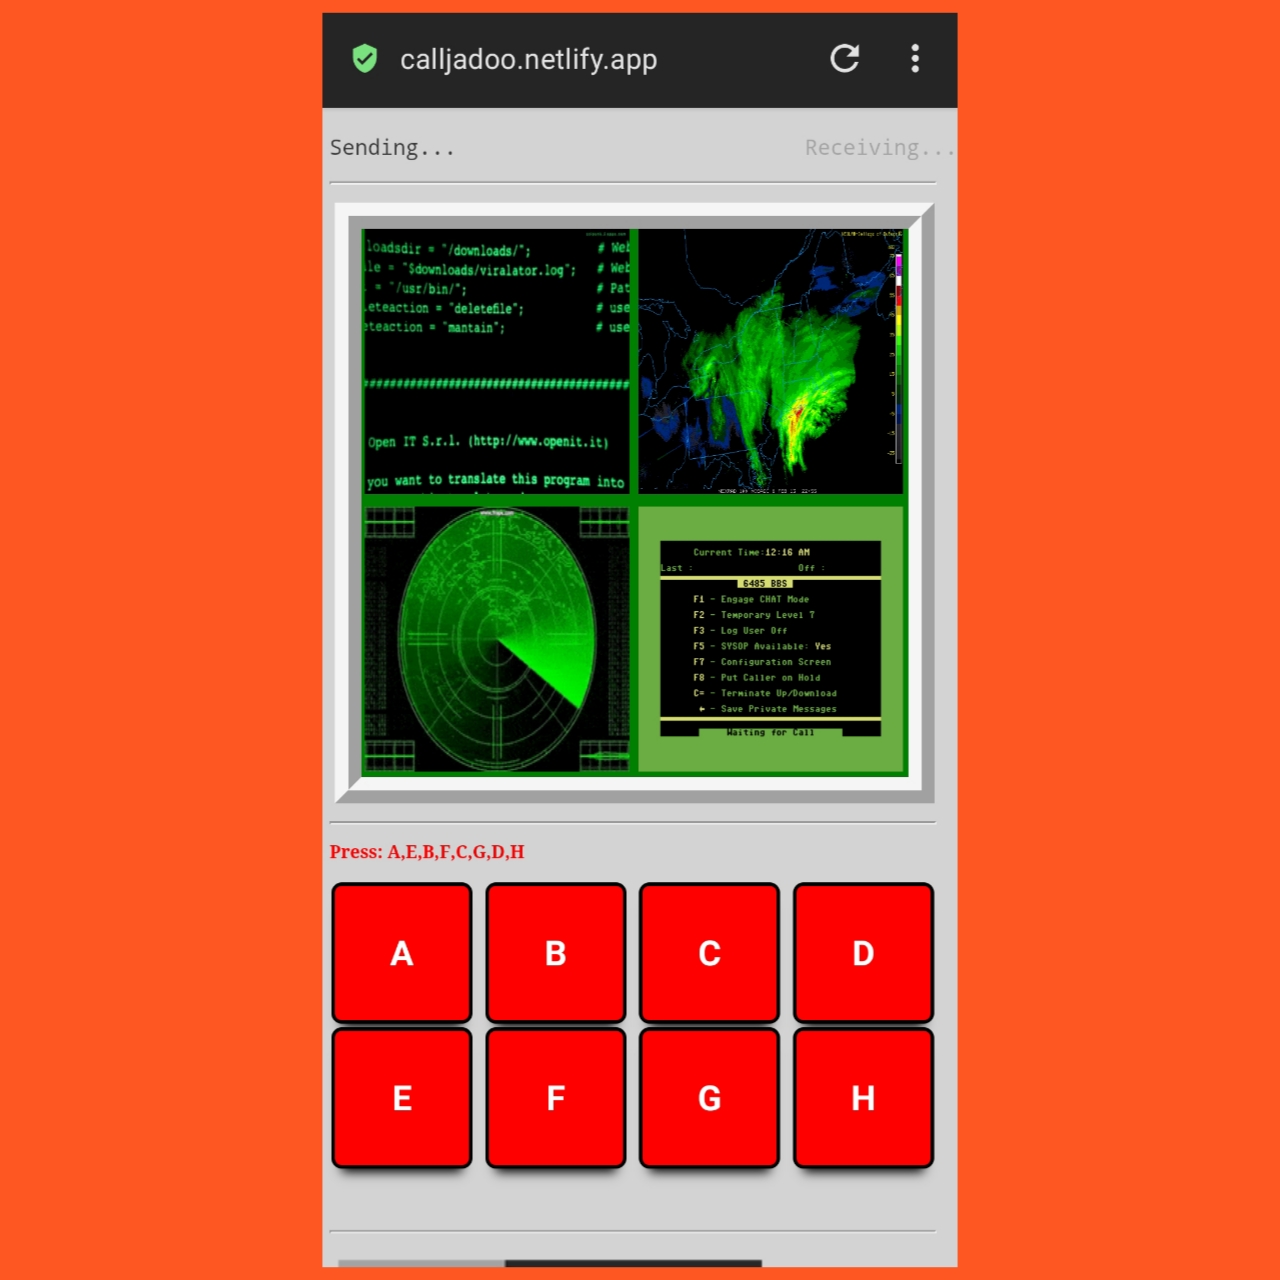 calljadoo.netlify.app
Sending...
Receiving...
loadsdir = "/downloads/"; # Web
le = "$downloads/viralator.log"; # Web
= "/usr/bin/"; # Pat
eteaction = "deletefile"; # use
eteaction = "mantain"; # use
Open IT S.r.l. (http://www.openit.it)
you want to translate this program into
Current Time:12:16 AM
Last : Off :
6485 BBS
F1 - Engage CHAT Mode
F2 - Temporary Level 7
F3 - Log User Off
F5 - SYSOP Available: Yes
F7 - Configuration Screen
F8 - Put Caller on Hold
C= - Terminate Up/Download
← - Save Private Messages
Waiting for Call
Press: A,E,B,F,C,G,D,H
A B C D
E F G H